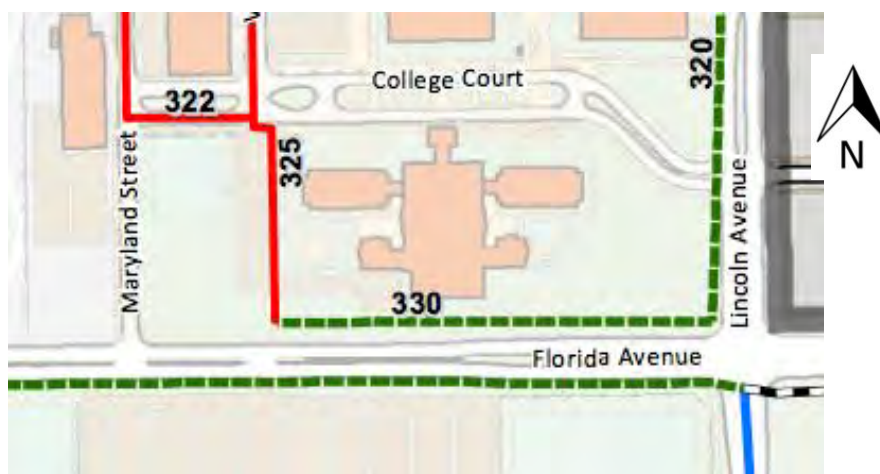 College Court
322
320
325
N
Maryland Street
Lincoln Avenue
330
Florida Avenue